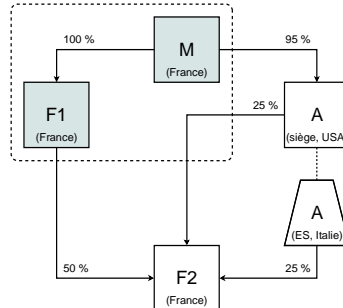 100 %
M
(France)
95 %
F1
(France)
25 %
A
(siège, USA)
A
(ES, Italie)
50 %
F2
(France)
25 %